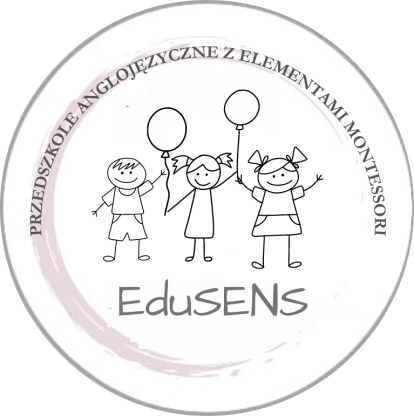 PRZEDSZKOLE ANGLOJĘZYCZNE Z ELEMENTAMI MONTESSORI
EduSENS